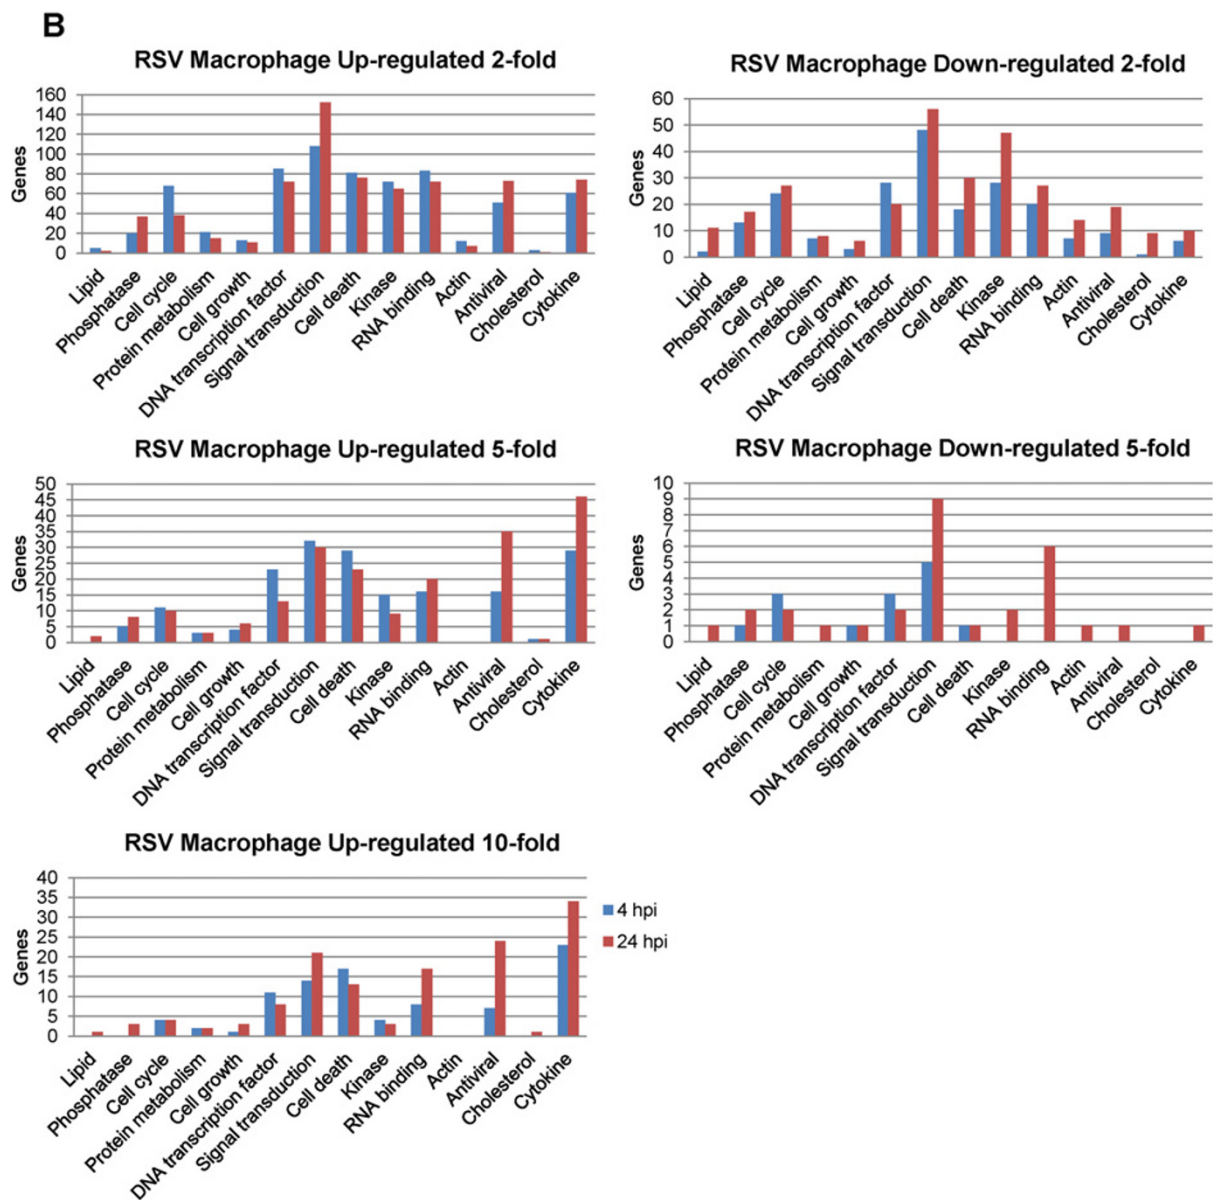 B
RSV Macrophage Up-regulated 2-fold
Genes
160
140
120
100
80
60
40
20
0
Lipid
Phosphatase
Cell cycle
Protein metabolism
Cell growth
DNA transcription factor
Signal transduction
Cell death
Kinase
RNA binding
Actin
Antiviral
Cholesterol
Cytokine
RSV Macrophage Down-regulated 2-fold
Genes
60
50
40
30
20
10
0
Lipid
Phosphatase
Cell cycle
Protein metabolism
Cell growth
DNA transcription factor
Signal transduction
Cell death
Kinase
RNA binding
Actin
Antiviral
Cholesterol
Cytokine
RSV Macrophage Up-regulated 5-fold
Genes
50
45
40
35
30
25
20
15
10
5
0
Lipid
Phosphatase
Cell cycle
Protein metabolism
Cell growth
DNA transcription factor
Signal transduction
Cell death
Kinase
RNA binding
Actin
Antiviral
Cholesterol
Cytokine
RSV Macrophage Down-regulated 5-fold
Genes
10
9
8
7
6
5
4
3
2
1
0
Lipid
Phosphatase
Cell cycle
Protein metabolism
Cell growth
DNA transcription factor
Signal transduction
Cell death
Kinase
RNA binding
Actin
Antiviral
Cholesterol
Cytokine
RSV Macrophage Up-regulated 10-fold
Genes
40
35
30
25
20
15
10
5
0
Lipid
Phosphatase
Cell cycle
Protein metabolism
Cell growth
DNA transcription factor
Signal transduction
Cell death
Kinase
RNA binding
Actin
Antiviral
Cholesterol
Cytokine
4 hpi
24 hpi